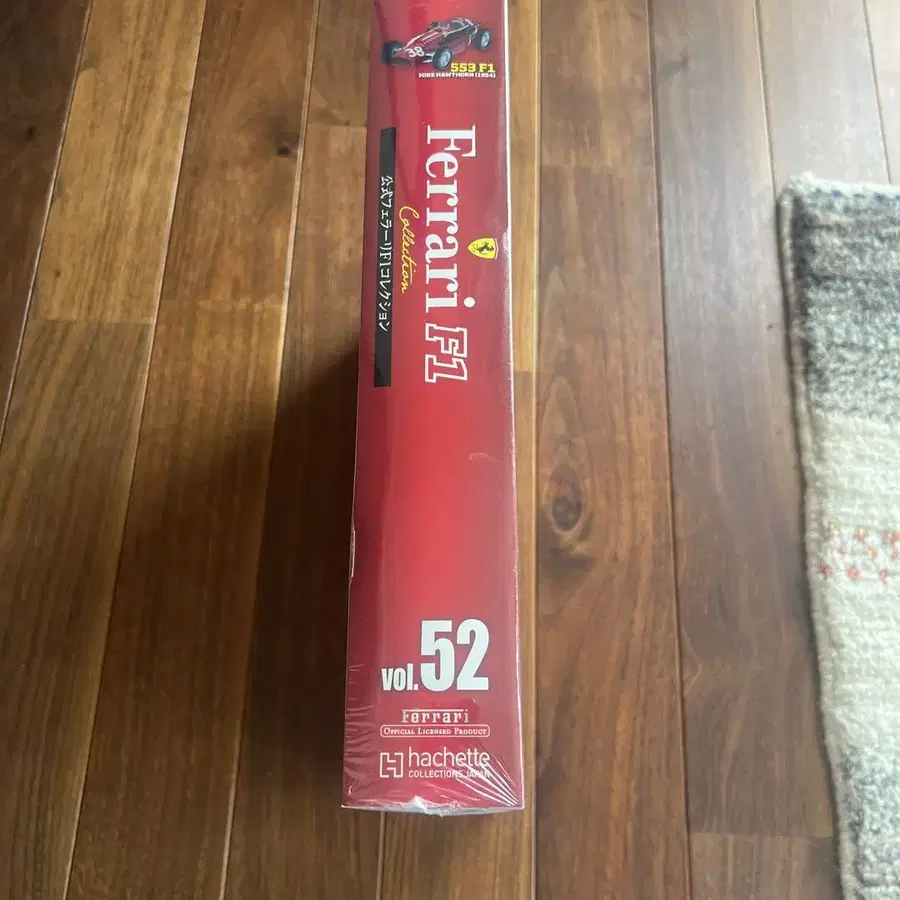 38
553 F1
MIKE HAWTHORN (1954)
Ferrari F1
Collection
公式フェラーリF1コレクション
vol.52
Ferrari
OFFICIAL LICENSED PRODUCT
hachette
COLLECTIONS JAPAN